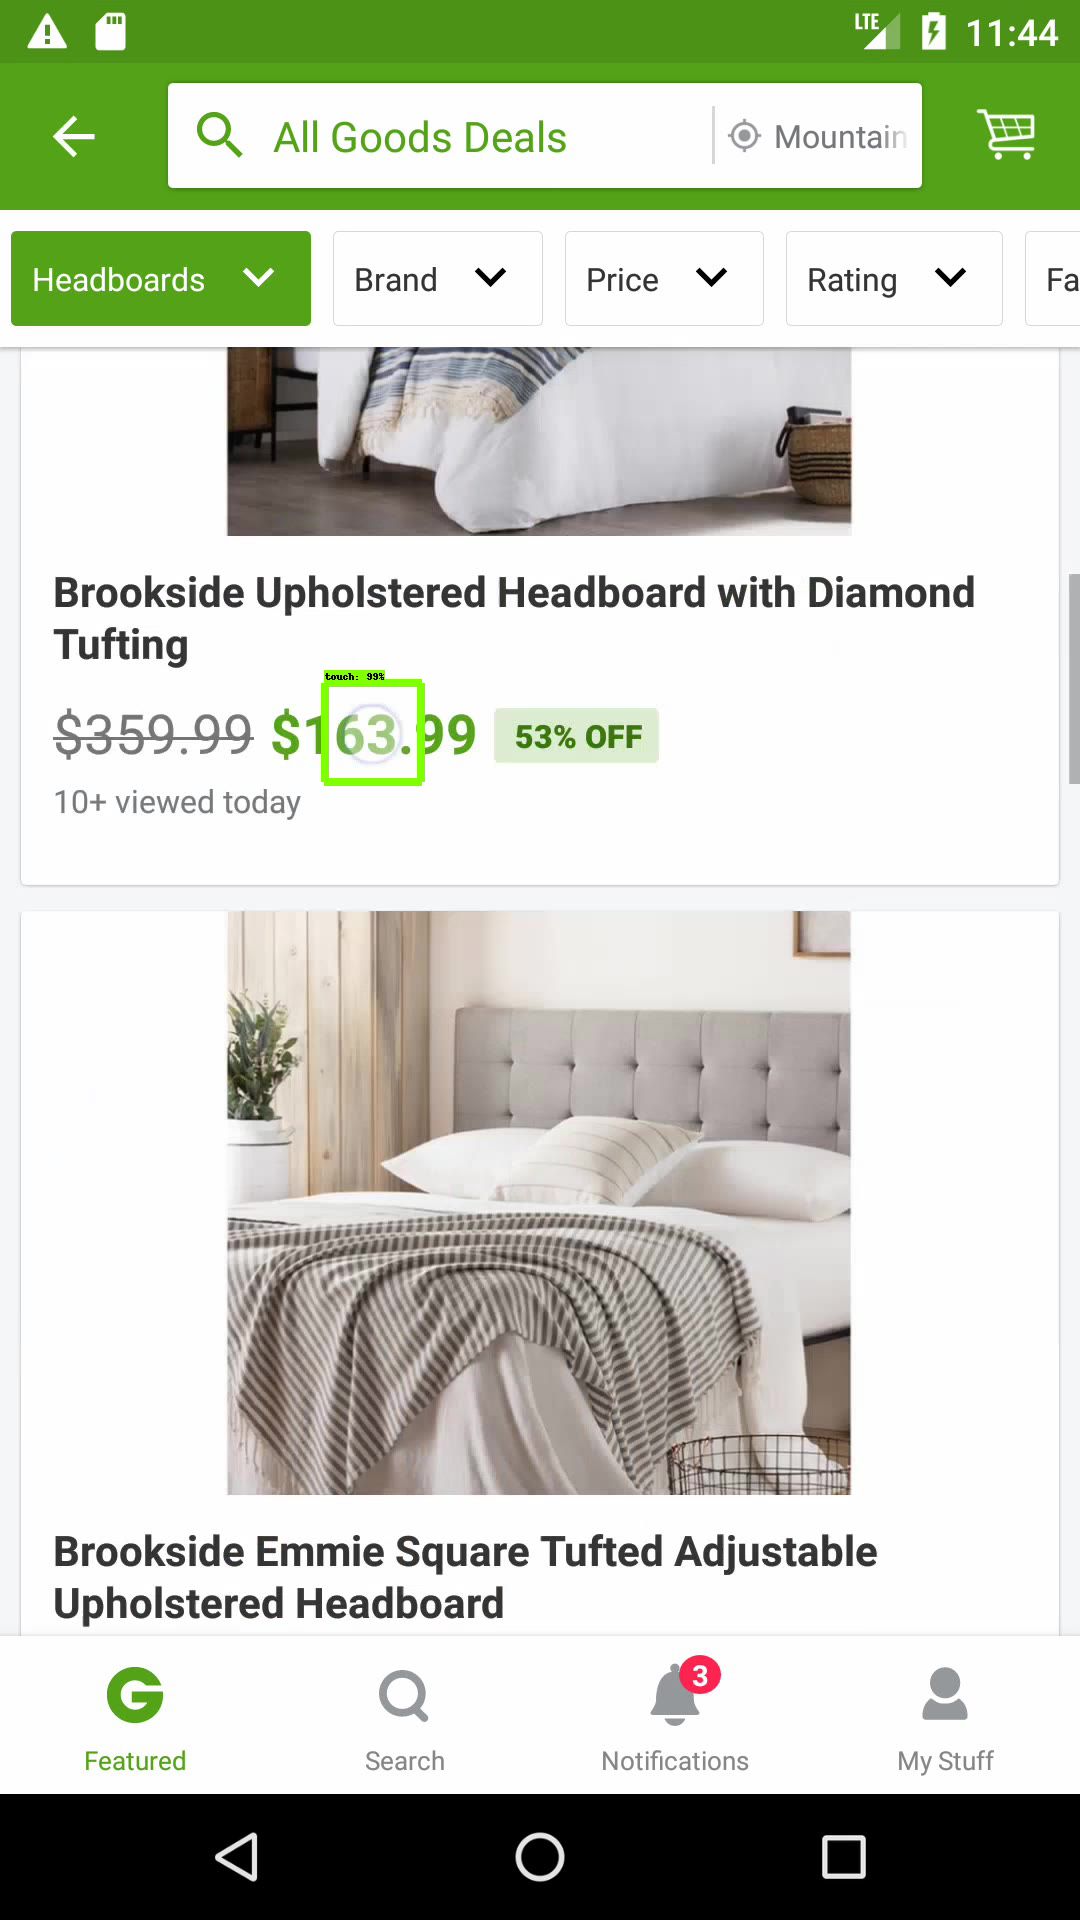 LTE 11:44
All Goods Deals Mountain
Headboards Brand Price Rating Fa
Brookside Upholstered Headboard with Diamond
Tufting
touch: 99%
$359.99 $163.99 53% OFF
10+ viewed today
Brookside Emmie Square Tufted Adjustable
Upholstered Headboard
3
Featured Search Notifications My Stuff